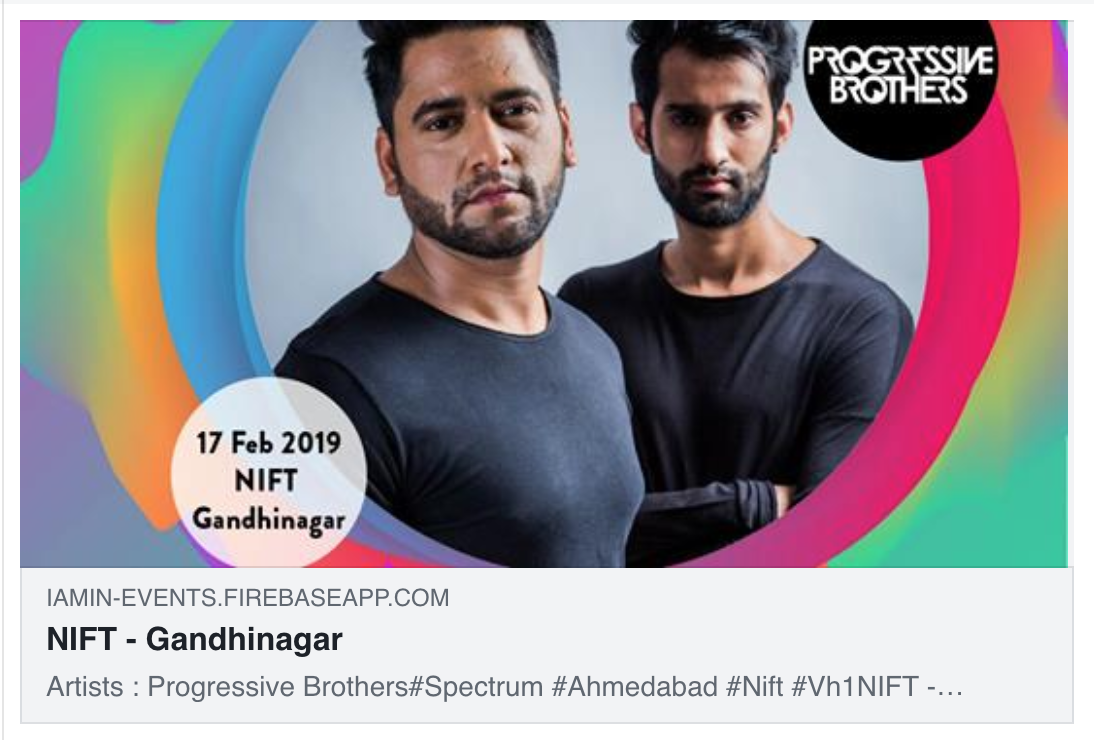 PROGRESSIVE
BROTHERS
17 Feb 2019
NIFT
Gandhinagar
IAMIN-EVENTS.FIREBASEAPP.COM
NIFT - Gandhinagar
Artists : Progressive Brothers#Spectrum #Ahmedabad #Nift #Vh1NIFT -…